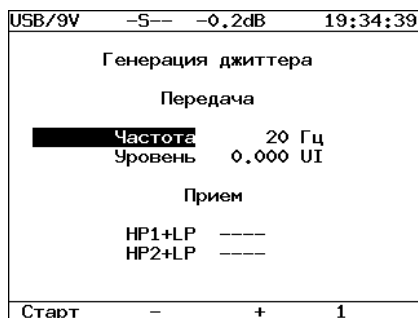 USB/9V -S-- -0.2dB 19:34:39
Генерация джиттера
Передача
Частота 20 Гц
Уровень 0.000 UI
Прием
HP1+LP ----
HP2+LP ----
Старт - + 1